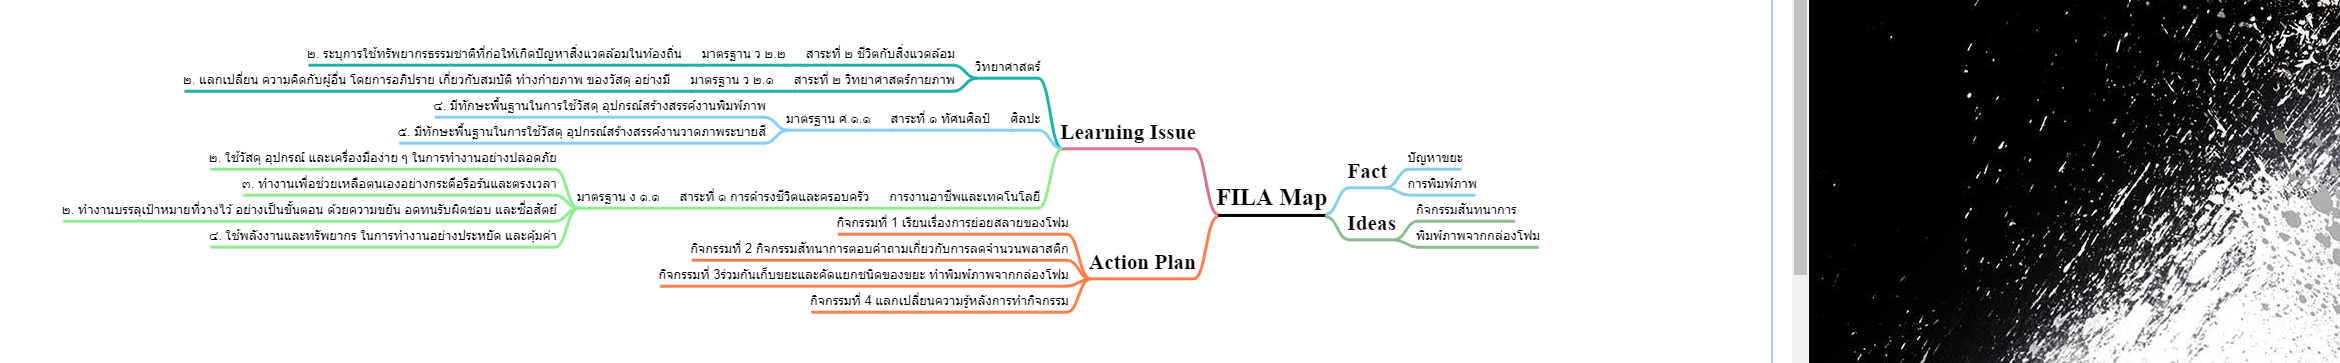 FILA Map
Fact
ปัญหาขยะ
การพิมพ์ภาพ
Ideas
กิจกรรมสันทนาการ
พิมพ์ภาพจากกล่องโฟม
Learning Issue
วิทยาศาสตร์
สาระที่ ๒ ชีวิตกับสิ่งแวดล้อม
มาตรฐาน ว ๒.๒
๒. ระบุการใช้ทรัพยากรธรรมชาติที่ก่อให้เกิดปัญหาสิ่งแวดล้อมในท้องถิ่น
สาระที่ ๒ วิทยาศาสตร์กายภาพ
มาตรฐาน ว ๒.๑
๒. แลกเปลี่ยน ความคิดกับผู้อื่น โดยการอภิปราย เกี่ยวกับสมบัติ ทางก่ายภาพ ของวัสดุ อย่างมี
ศิลปะ
สาระที่ ๑ ทัศนศิลป์
มาตรฐาน ศ ๑.๑
๔. มีทักษะพื้นฐานในการใช้วัสดุ อุปกรณ์สร้างสรรค์งานพิมพ์ภาพ
๕. มีทักษะพื้นฐานในการใช้วัสดุ อุปกรณ์สร้างสรรค์งานวาดภาพระบายสี
การงานอาชีพและเทคโนโลยี
สาระที่ ๑ การดำรงชีวิตและครอบครัว
มาตรฐาน ง ๑.๑
๒. ใช้วัสดุ อุปกรณ์ และเครื่องมือง่าย ๆ ในการทำงานอย่างปลอดภัย
๓. ทำงานเพื่อช่วยเหลือตนเองอย่างกระตือรือร้นและตรงเวลา
๒. ทำงานบรรลุเป้าหมายที่วางไว้ อย่างเป็นขั้นตอน ด้วยความขยัน อดทนรับผิดชอบ และซื่อสัตย์
๔. ใช้พลังงานและทรัพยากร ในการทำงานอย่างประหยัด และคุ้มค่า
Action Plan
กิจกรรมที่ 1 เรียนเรื่องการย่อยสลายของโฟม
กิจกรรมที่ 2 กิจกรรมสัทนาการตอบคำถามเกี่ยวกับการลดจำนวนพลาสติก
กิจกรรมที่ 3ร่วมกันเก็บขยะและคัดแยกชนิดของขยะ ทำพิมพ์ภาพจากกล่องโฟม
กิจกรรมที่ 4 แลกเปลี่ยนความรู้หลังการทำกิจกรรม